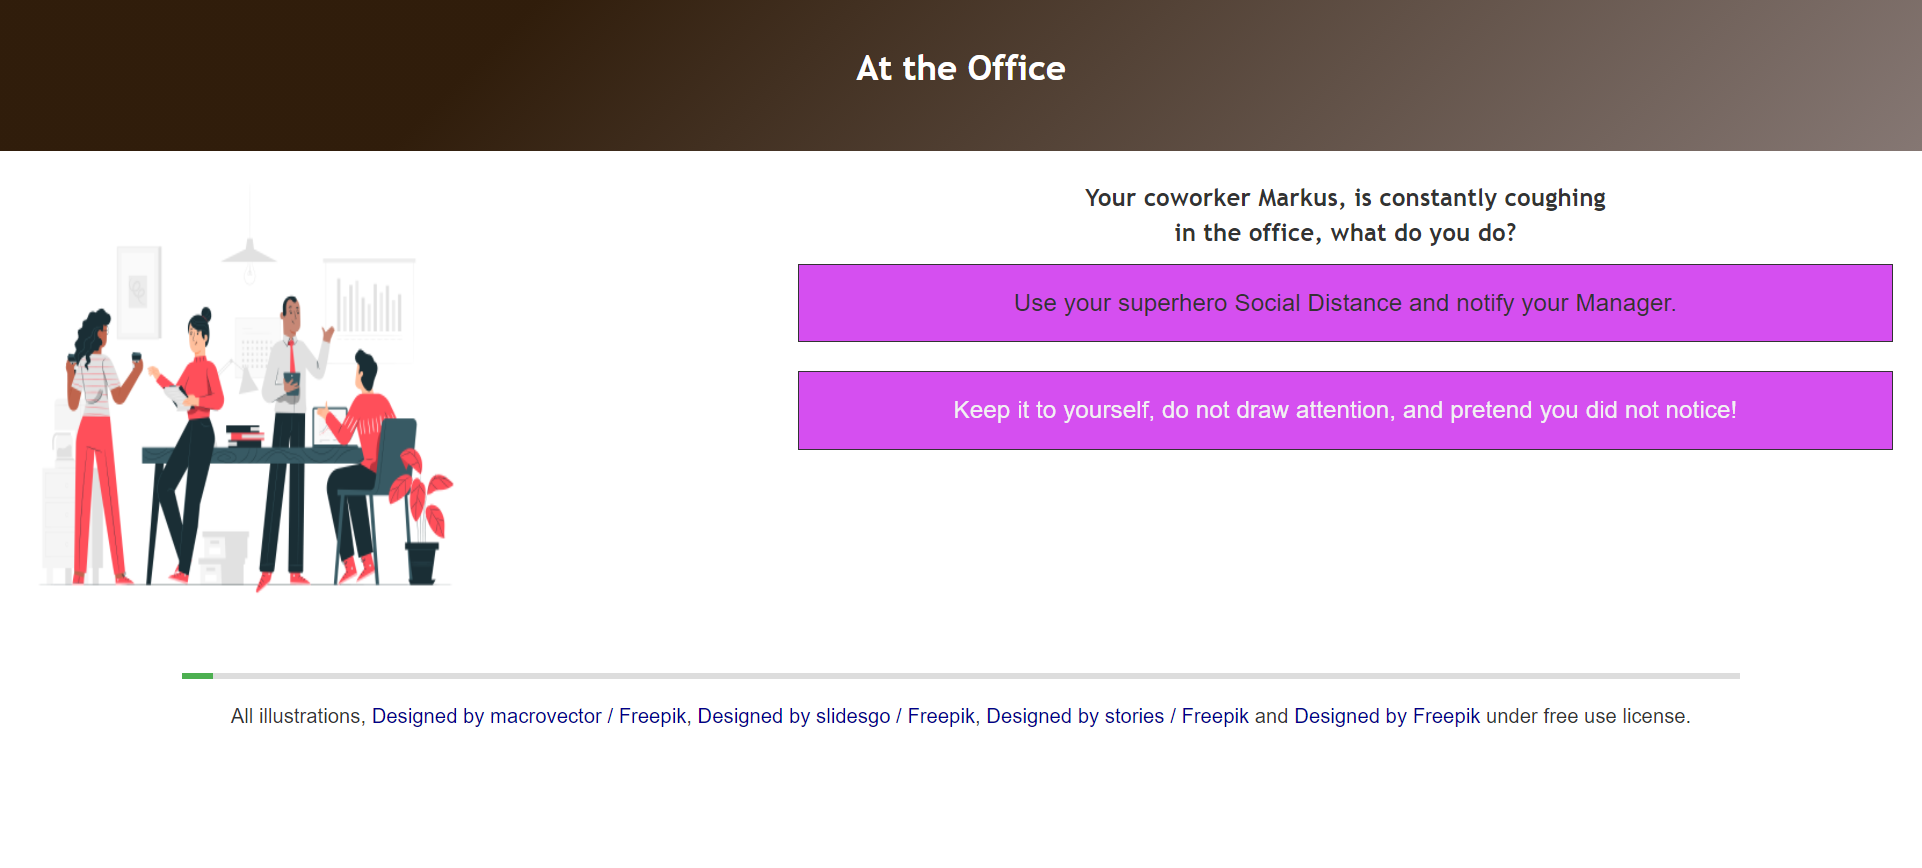 At the Office
Your coworker Markus, is constantly coughing
in the office, what do you do?
Use your superhero Social Distance and notify your Manager.
Keep it to yourself, do not draw attention, and pretend you did not notice!
All illustrations, Designed by macrovector / Freepik, Designed by slidesgo / Freepik, Designed by stories / Freepik and Designed by Freepik under free use license.